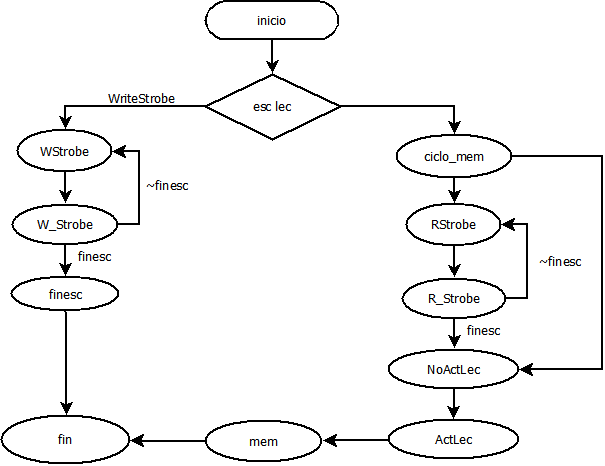 inicio
WriteStrobe
esc lec
WStrobe
ciclo_mem
~finesc
W_Strobe
RStrobe
finesc
~finesc
finesc
R_Strobe
finesc
NoActLec
fin
mem
ActLec